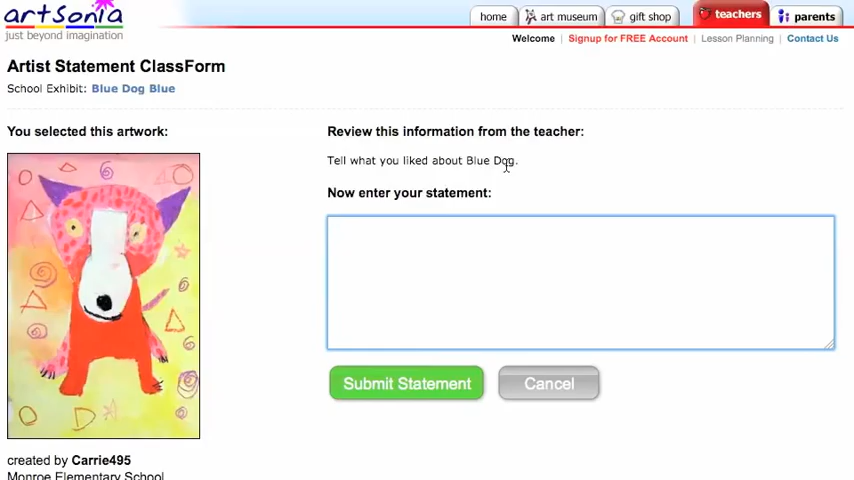 artsonia
just beyond imagination
home
art museum
gift shop
teachers
parents
Welcome | Signup for FREE Account | Lesson Planning | Contact Us
Artist Statement ClassForm
School Exhibit: Blue Dog Blue
You selected this artwork:
Review this information from the teacher:
Tell what you liked about Blue Dog.
Now enter your statement:
Submit Statement
Cancel
created by Carrie495
Monroe Elementary School